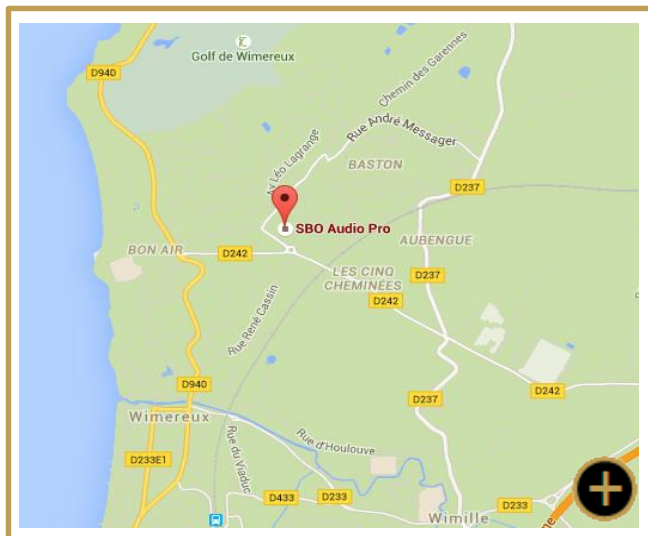 Golf de Wimereux
D940
Chemin des Garennes
Rue André Messager
Av Léo Lagrange
BASTON
D237
SBO Audio Pro
AUBENGUE
BON AIR
D242
LES CINQ
CHEMINÉES
D237
D242
Rue René Cassin
D940
D242
D237
Wimereux
Rue d'Houlouve
Rue du Viaduc
D233E1
D433
D233
D233
Wimille